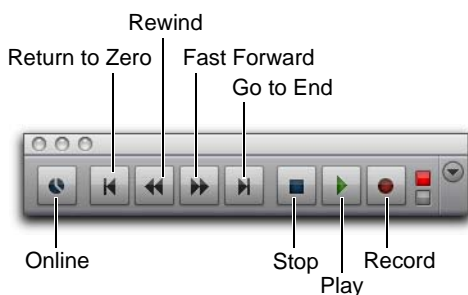 Rewind
Return to Zero
Fast Forward
Go to End
Online
Stop
Play
Record